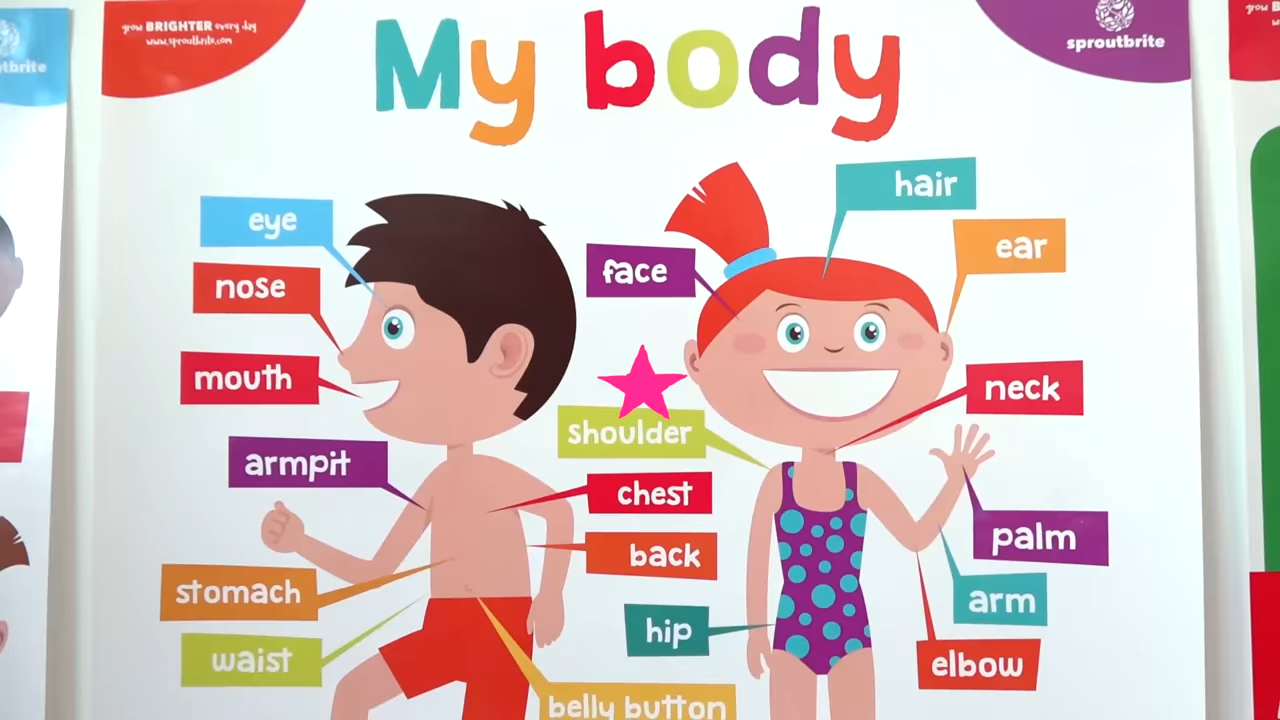 grow BRIGHTER every day
www.sproutbrite.com
sproutbrite
My body
hair
eye
ear
face
nose
mouth
neck
shoulder
armpit
chest
palm
back
stomach
arm
hip
waist
elbow
belly button